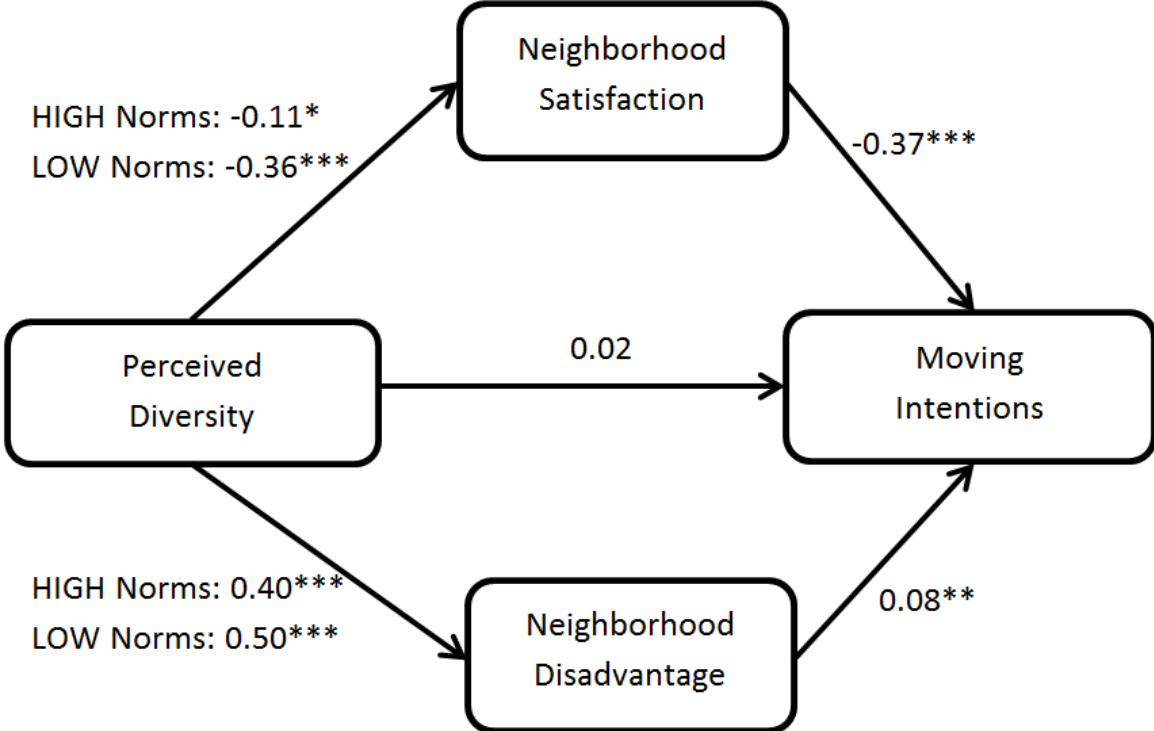 Neighborhood
Satisfaction
HIGH Norms: -0.11*
LOW Norms: -0.36***
-0.37***
Perceived
Diversity
0.02
Moving
Intentions
HIGH Norms: 0.40***
LOW Norms: 0.50***
Neighborhood
Disadvantage
0.08**